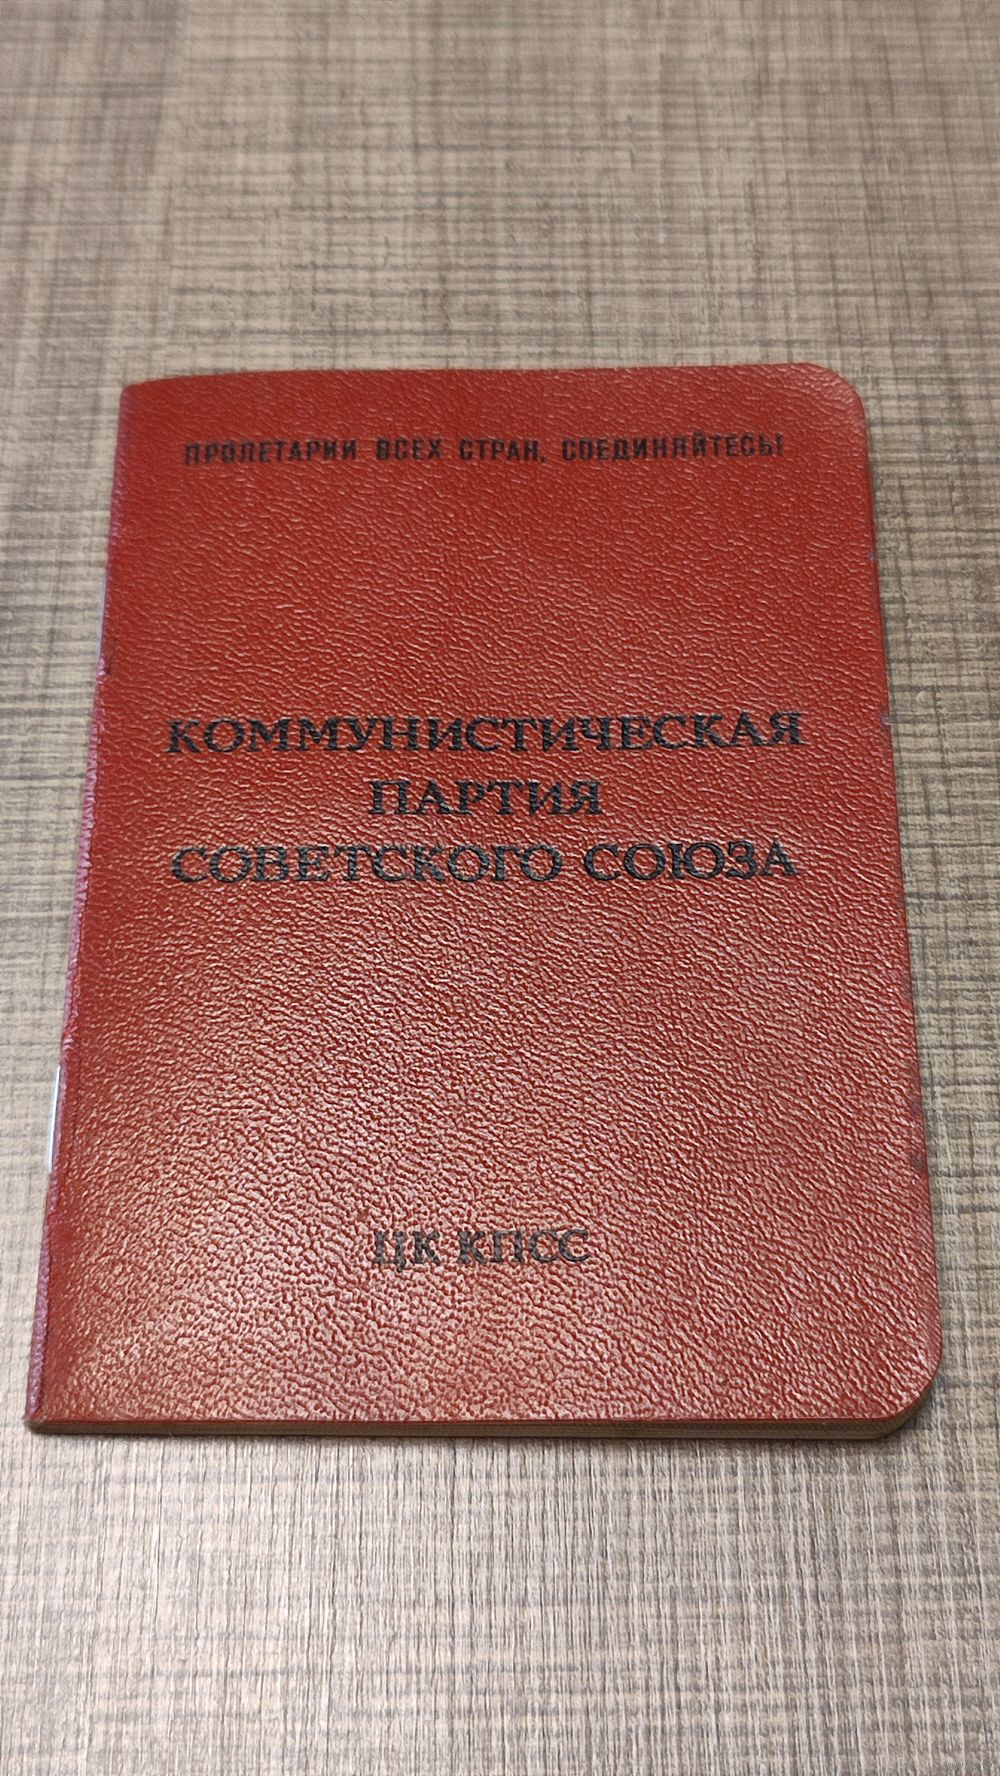 ПРОЛЕТАРИИ ВСЕХ СТРАН, СОЕДИНЯЙТЕСЬ!
КОММУНИСТИЧЕСКАЯ
ПАРТИЯ
СОВЕТСКОГО СОЮЗА
ЦК КПСС